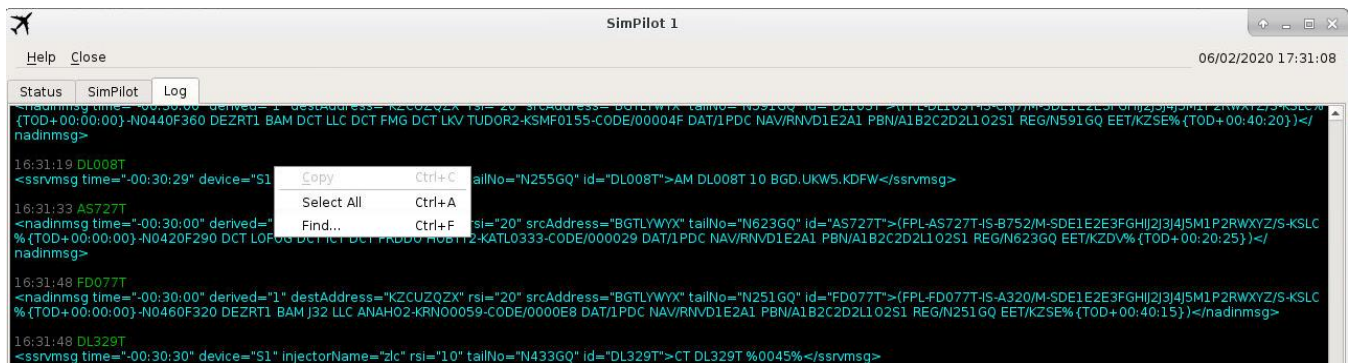 SimPilot 1
Help Close 06/02/2020 17:31:08
Status SimPilot Log
{TOD+00:00:00}-N0440F360 DEZRT1 BAM DCT LLC DCT FMG DCT LKV TUDOR2-KSMF0155-CODE/00004F DAT/1PDC NAV/RNVD1E2A1 PBN/A1B2C2D2L1O2S1 REG/N591GQ EET/KZSE%{TOD+00:40:20})</
nadinmsg>
16:31:19 DL008T
<ssrvmsg time="-00:30:29" device="S1 Copy Ctrl+C ailNo="N255GQ" id="DL008T">AM DL008T 10 BGD.UKW5.KDFW</ssrvmsg>
Select All Ctrl+A
16:31:33 AS727T
<nadinmsg time="-00:30:00" derived=" Find... Ctrl+F rsi="20" srcAddress="BGTLYWYX" tailNo="N623GQ" id="AS727T">(FPL-AS727T-IS-B752/M-SDE1E2E3FGHIJ2J3J4J5M1P2RWXYZ/S-KSLC
%{TOD+00:00:00}-N0420F290 DCT LOFOG DCT ICT DCT PRDDO HOBTT2-KATL0333-CODE/000029 DAT/1PDC NAV/RNVD1E2A1 PBN/A1B2C2D2L1O2S1 REG/N623GQ EET/KZDV%{TOD+00:20:25})</
nadinmsg>
16:31:48 FD077T
<nadinmsg time="-00:30:00" derived="1" destAddress="KZCUZQZX" rsi="20" srcAddress="BGTLYWYX" tailNo="N251GQ" id="FD077T">(FPL-FD077T-IS-A320/M-SDE1E2E3FGHIJ2J3J4J5M1P2RWXYZ/S-KSLC
%{TOD+00:00:00}-N0460F320 DEZRT1 BAM J32 LLC ANAHO2-KRNO0059-CODE/0000E8 DAT/1PDC NAV/RNVD1E2A1 PBN/A1B2C2D2L1O2S1 REG/N251GQ EET/KZSE%{TOD+00:40:15})</nadinmsg>
16:31:48 DL329T
<ssrvmsg time="-00:30:30" device="S1" injectorName="zlc" rsi="10" tailNo="N433GQ" id="DL329T">CT DL329T %0045%</ssrvmsg>